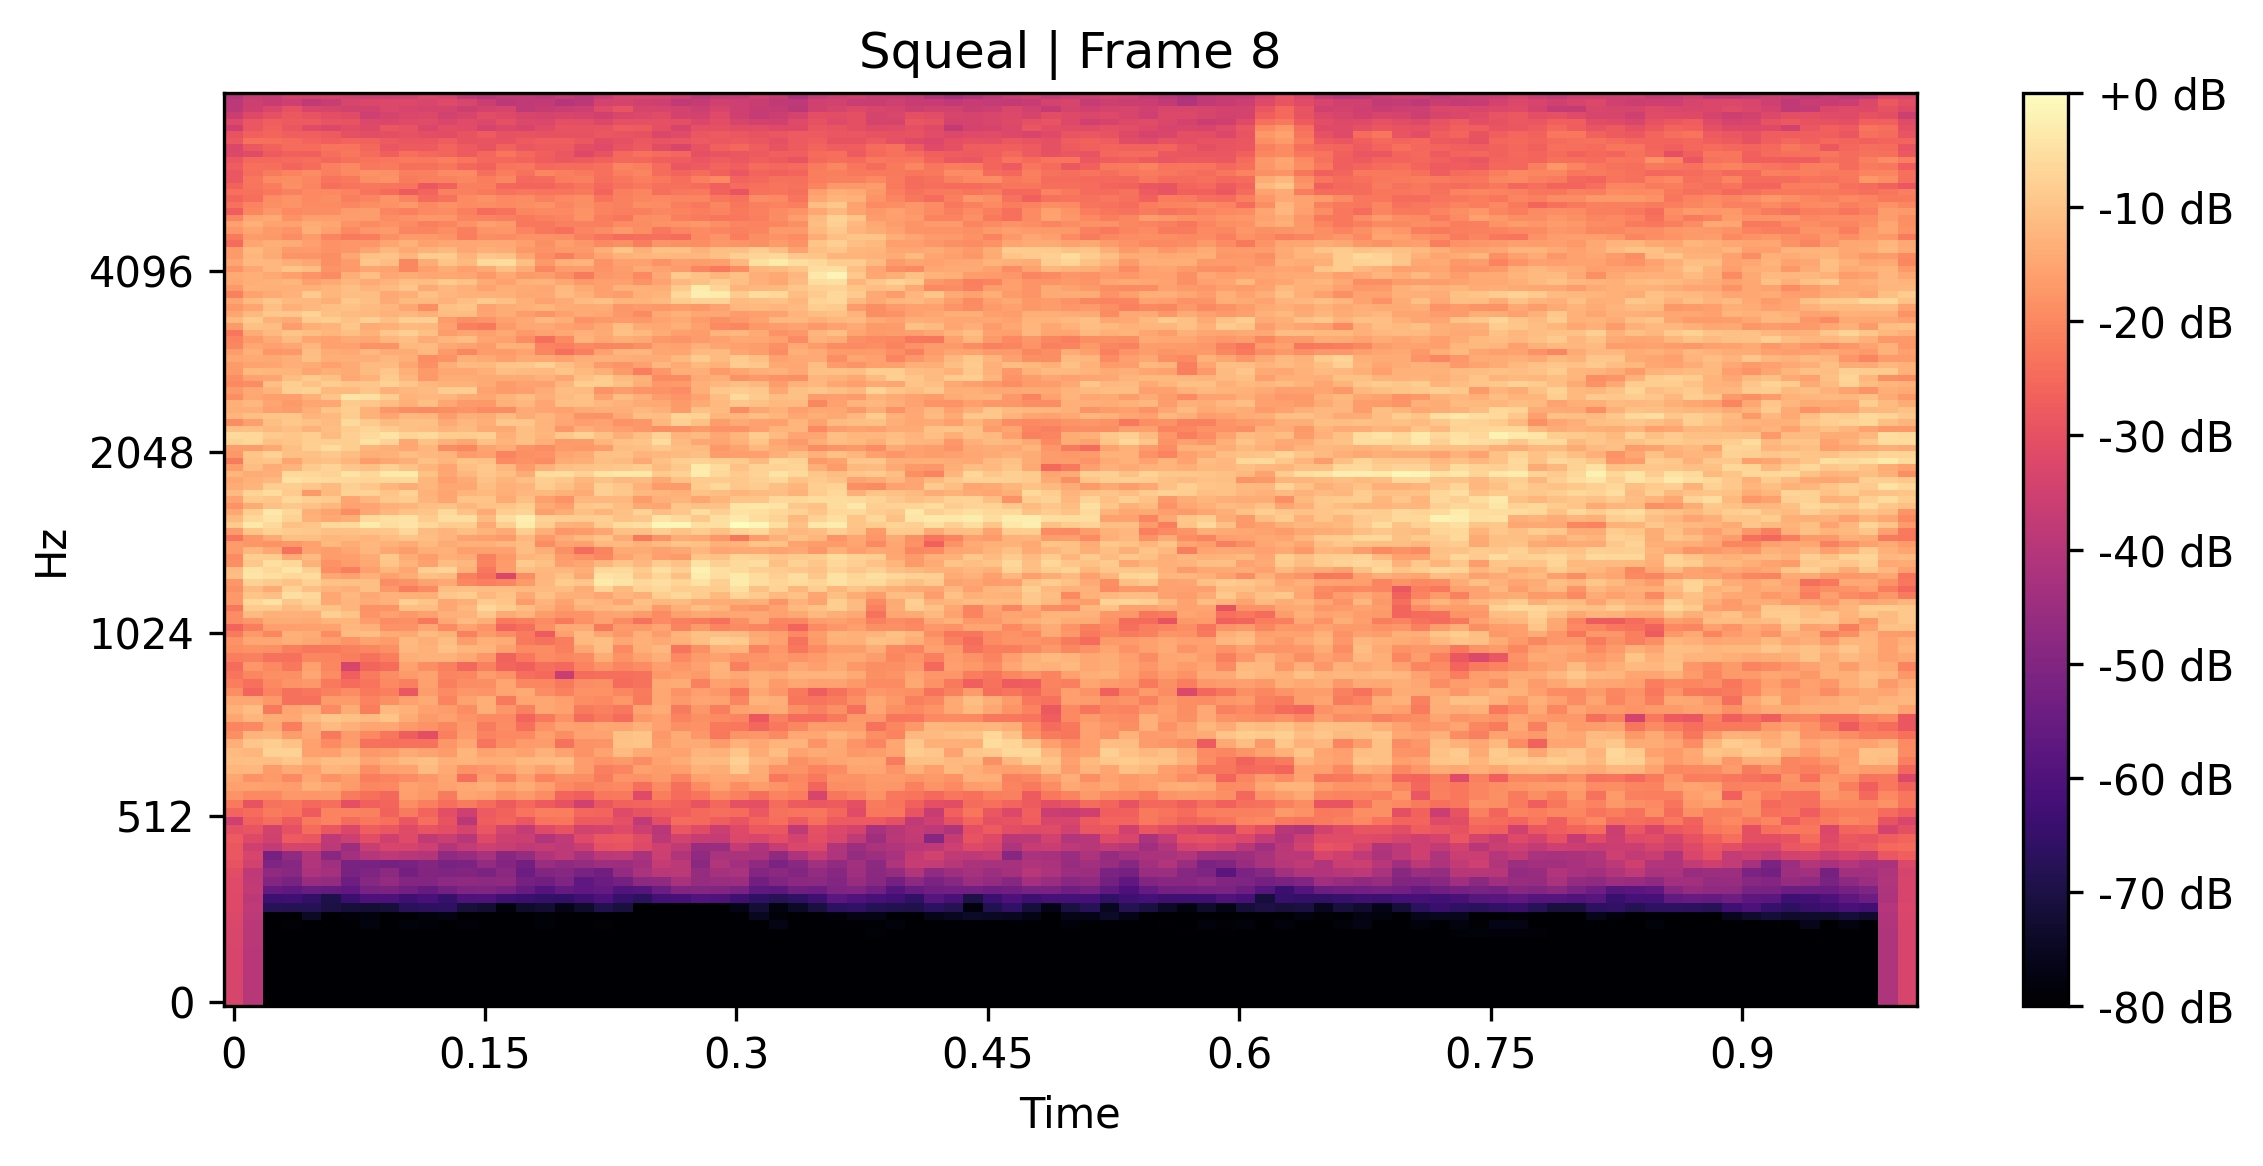 Squeal | Frame 8
+0 dB
-10 dB
-20 dB
-30 dB
-40 dB
-50 dB
-60 dB
-70 dB
-80 dB
Hz
4096
2048
1024
512
0
0 0.15 0.3 0.45 0.6 0.75 0.9
Time